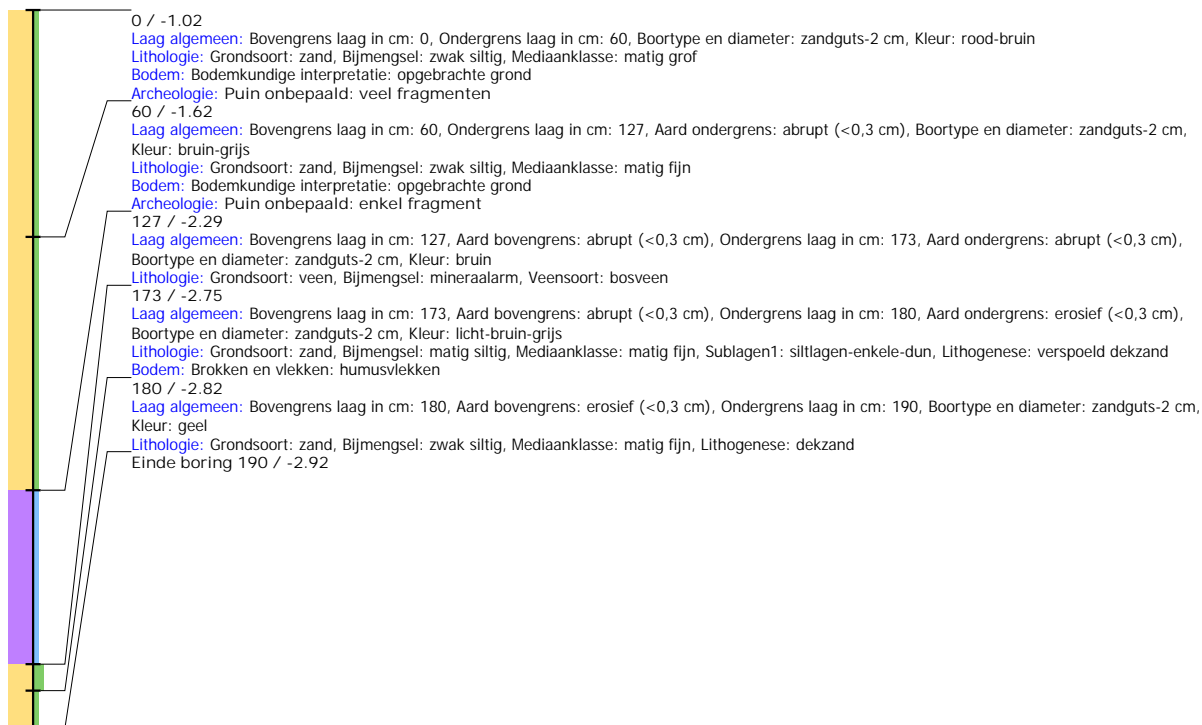 0 / -1.02
Laag algemeen: Bovengrens laag in cm: 0, Ondergrens laag in cm: 60, Boortype en diameter: zandguts-2 cm, Kleur: rood-bruin
Lithologie: Grondsoort: zand, Bijmengsel: zwak siltig, Mediaanklasse: matig grof
Bodem: Bodemkundige interpretatie: opgebrachte grond
Archeologie: Puin onbepaald: veel fragmenten
60 / -1.62
Laag algemeen: Bovengrens laag in cm: 60, Ondergrens laag in cm: 127, Aard ondergrens: abrupt (<0,3 cm), Boortype en diameter: zandguts-2 cm,
Kleur: bruin-grijs
Lithologie: Grondsoort: zand, Bijmengsel: zwak siltig, Mediaanklasse: matig fijn
Bodem: Bodemkundige interpretatie: opgebrachte grond
Archeologie: Puin onbepaald: enkel fragment
127 / -2.29
Laag algemeen: Bovengrens laag in cm: 127, Aard bovengrens: abrupt (<0,3 cm), Ondergrens laag in cm: 173, Aard ondergrens: abrupt (<0,3 cm),
Boortype en diameter: zandguts-2 cm, Kleur: bruin
Lithologie: Grondsoort: veen, Bijmengsel: mineraalarm, Veensoort: bosveen
173 / -2.75
Laag algemeen: Bovengrens laag in cm: 173, Aard bovengrens: abrupt (<0,3 cm), Ondergrens laag in cm: 180, Aard ondergrens: erosief (<0,3 cm),
Boortype en diameter: zandguts-2 cm, Kleur: licht-bruin-grijs
Lithologie: Grondsoort: zand, Bijmengsel: matig siltig, Mediaanklasse: matig fijn, Sublagen1: siltlagen-enkele-dun, Lithogenese: verspoeld dekzand
Bodem: Brokken en vlekken: humusvlekken
180 / -2.82
Laag algemeen: Bovengrens laag in cm: 180, Aard bovengrens: erosief (<0,3 cm), Ondergrens laag in cm: 190, Boortype en diameter: zandguts-2 cm,
Kleur: geel
Lithologie: Grondsoort: zand, Bijmengsel: zwak siltig, Mediaanklasse: matig fijn, Lithogenese: dekzand
Einde boring 190 / -2.92